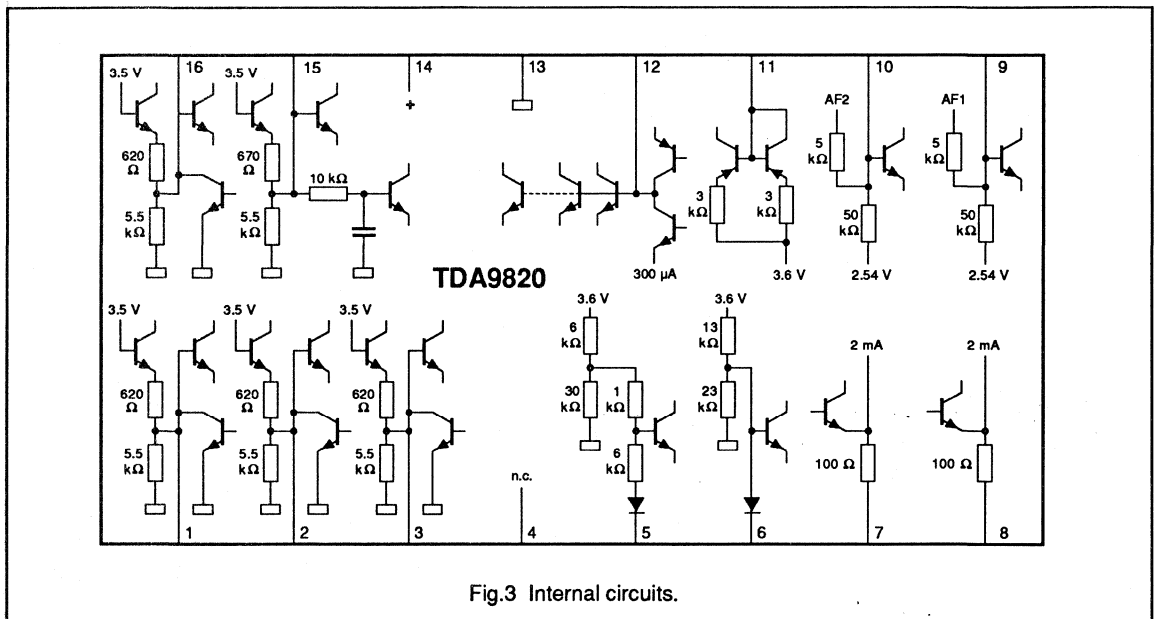 16 15 14 13 12 11 10 9
3.5 V 3.5 V + AF2 AF1
620 Ω 670 Ω 5 kΩ 5 kΩ
10 kΩ
5.5 kΩ 5.5 kΩ 3 kΩ 3 kΩ 50 kΩ 50 kΩ
TDA9820 300 µA 3.6 V 2.54 V 2.54 V
3.5 V 3.5 V 3.5 V 3.6 V 3.6 V
6 kΩ 13 kΩ 2 mA 2 mA
620 Ω 620 Ω 620 Ω 30 kΩ 1 kΩ 23 kΩ
5.5 kΩ 5.5 kΩ 5.5 kΩ 6 kΩ 100 Ω 100 Ω
n.c.
1 2 3 4 5 6 7 8
Fig.3 Internal circuits.